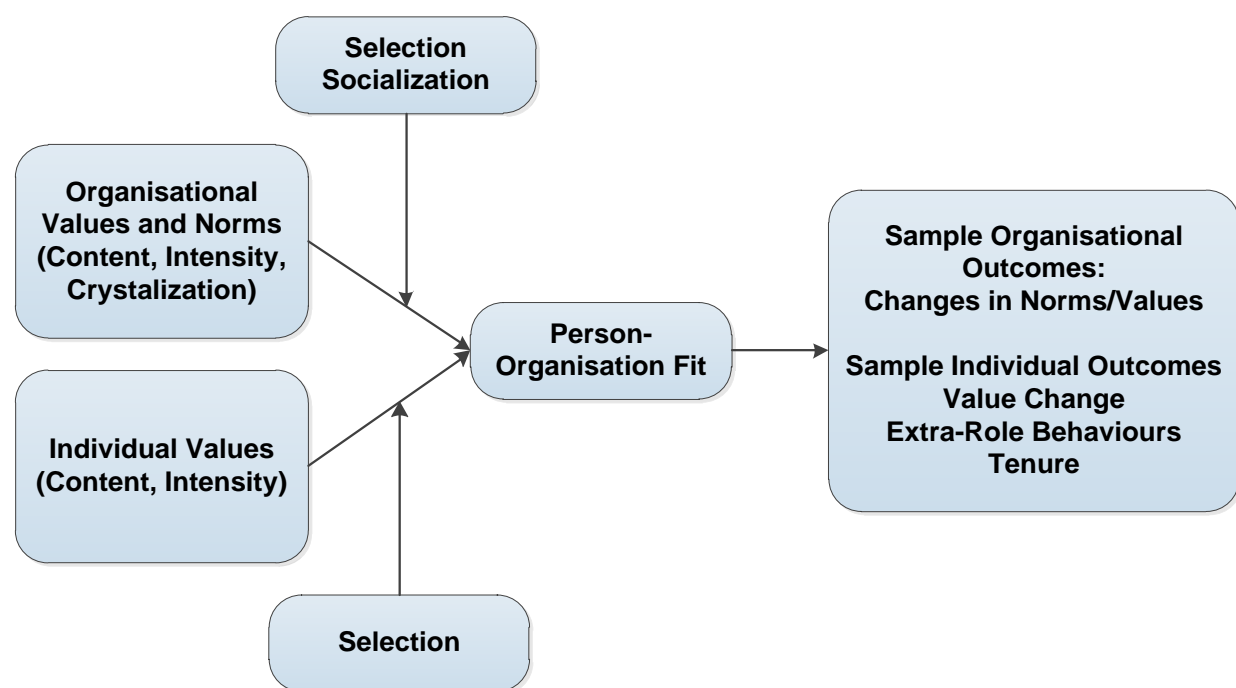 Selection
Socialization
Organisational
Values and Norms
(Content, Intensity,
Crystalization)
Individual Values
(Content, Intensity)
Selection
Person-
Organisation Fit
Sample Organisational
Outcomes:
Changes in Norms/Values
Sample Individual Outcomes
Value Change
Extra-Role Behaviours
Tenure